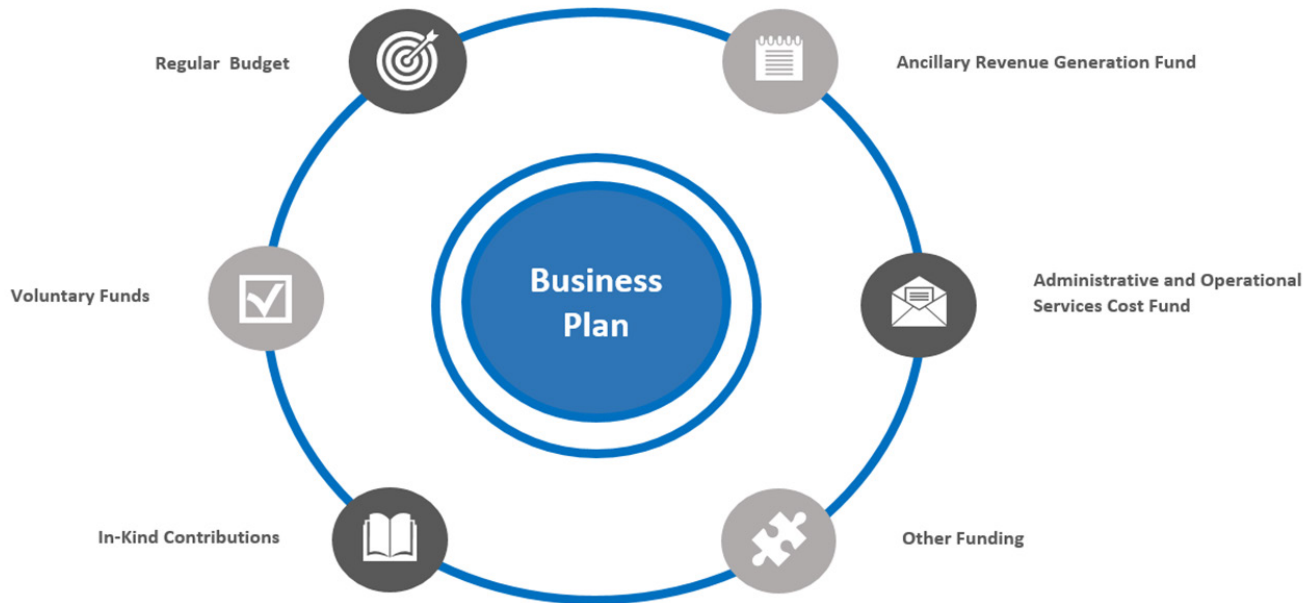 Regular Budget
Ancillary Revenue Generation Fund
Voluntary Funds
Business
Plan
Administrative and Operational
Services Cost Fund
In-Kind Contributions
Other Funding